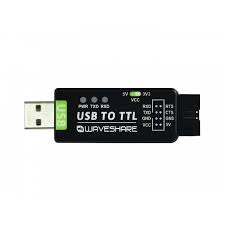 5V 3V3
VCC
PWR TXD RXD
USB
USB TO TTL
WAVESHARE
RXD RTS
TXD CTS
GND GND
VCC 5V